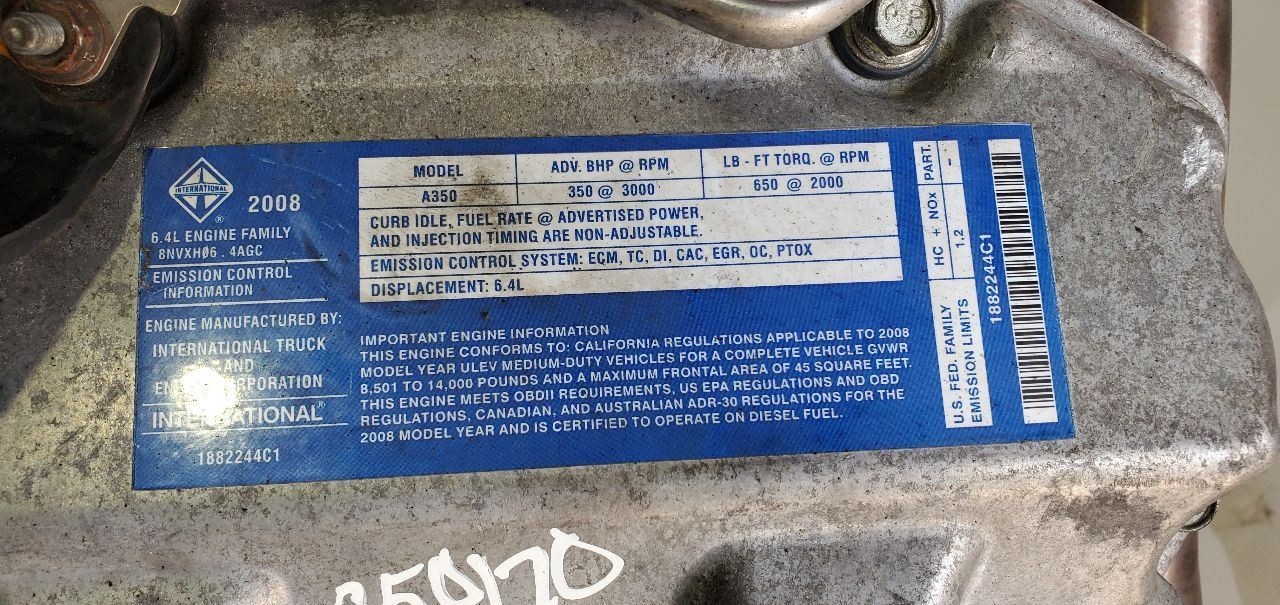 INTERNATIONAL
® 2008
6.4L ENGINE FAMILY
8NVXHØ6 . 4AGC
EMISSION CONTROL
INFORMATION
ENGINE MANUFACTURED BY:
INTERNATIONAL TRUCK
AND
CORPORATION
INTERNATIONAL®
1882244C1
MODEL ADV. BHP @ RPM LB - FT TORQ. @ RPM
A350 350 @ 3000 650 @ 2000
CURB IDLE, FUEL RATE @ ADVERTISED POWER,
AND INJECTION TIMING ARE NON-ADJUSTABLE.
EMISSION CONTROL SYSTEM: ECM, TC, DI, CAC, EGR, OC, PTOX
DISPLACEMENT: 6.4L
IMPORTANT ENGINE INFORMATION
THIS ENGINE CONFORMS TO: CALIFORNIA REGULATIONS APPLICABLE TO 2008
MODEL YEAR ULEV MEDIUM-DUTY VEHICLES FOR A COMPLETE VEHICLE GVWR
8,501 TO 14,000 POUNDS AND A MAXIMUM FRONTAL AREA OF 45 SQUARE FEET.
THIS ENGINE MEETS OBDII REQUIREMENTS, US EPA REGULATIONS AND OBD
REGULATIONS, CANADIAN, AND AUSTRALIAN ADR-30 REGULATIONS FOR THE
2008 MODEL YEAR AND IS CERTIFIED TO OPERATE ON DIESEL FUEL.
U.S. FED. FAMILY
EMISSION LIMITS
HC + NOx PART.
1.2 -
1882244C1